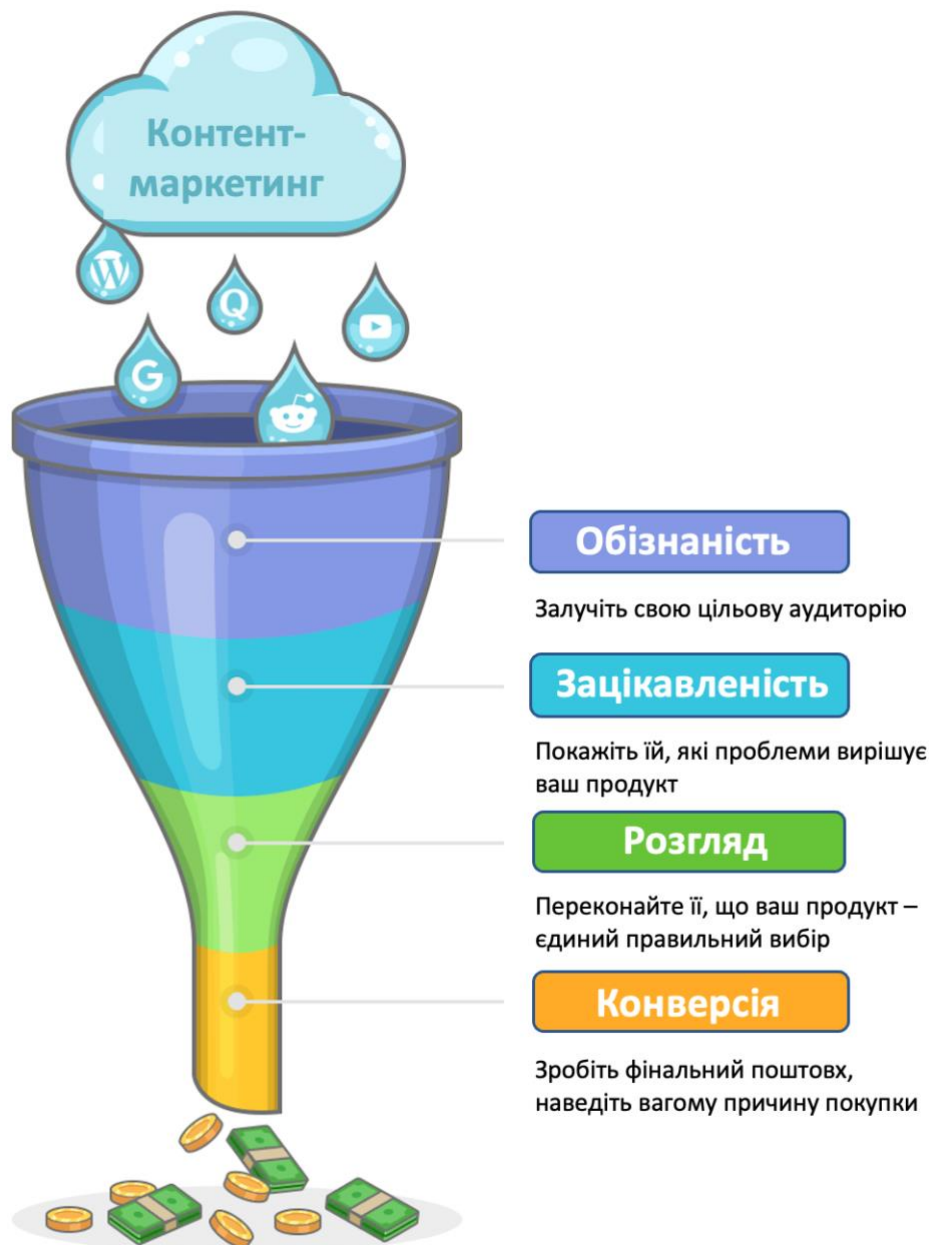 Контент-
маркетинг
Q
G
Обізнаність
Залучіть свою цільову аудиторію
Зацікавленість
Покажіть їй, які проблеми вирішує
ваш продукт
Розгляд
Переконайте її, що ваш продукт –
єдиний правильний вибір
Конверсія
Зробіть фінальний поштовх,
наведіть вагому причину покупки